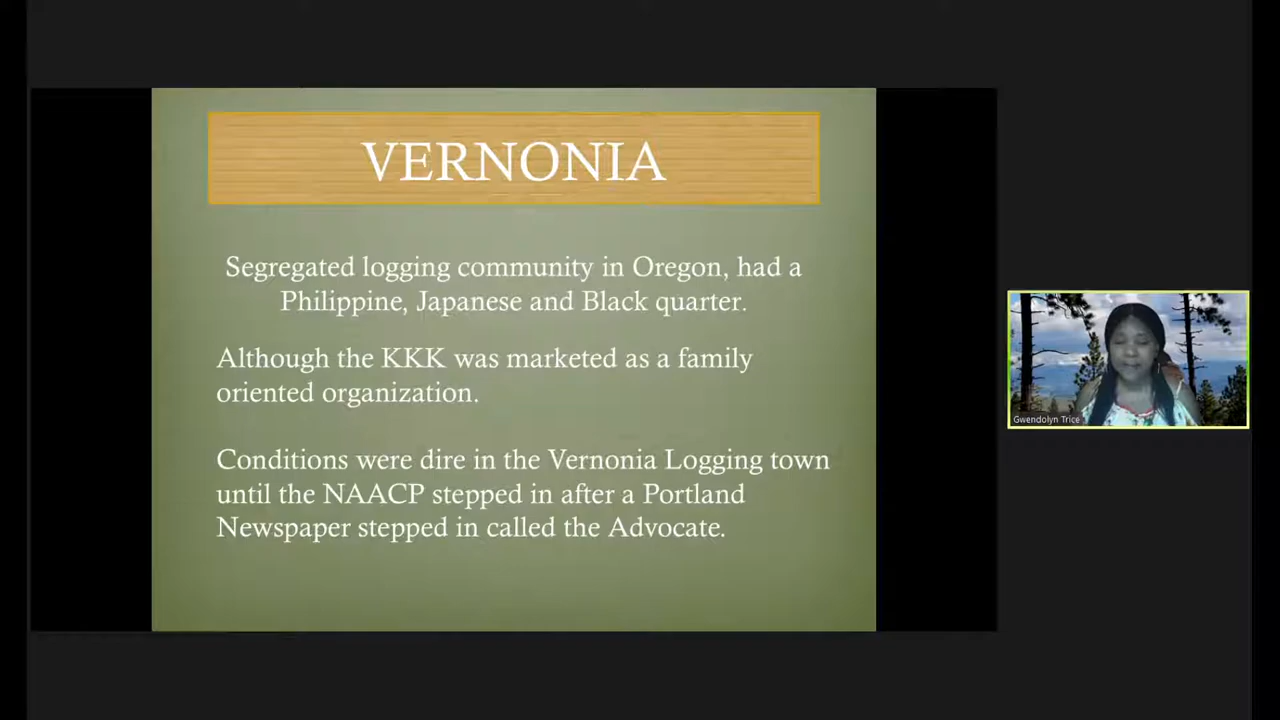 VERNONIA
Segregated logging community in Oregon, had a
Philippine, Japanese and Black quarter.
Although the KKK was marketed as a family
oriented organization.
Conditions were dire in the Vernonia Logging town
until the NAACP stepped in after a Portland
Newspaper stepped in called the Advocate.
Gwendolyn Trice